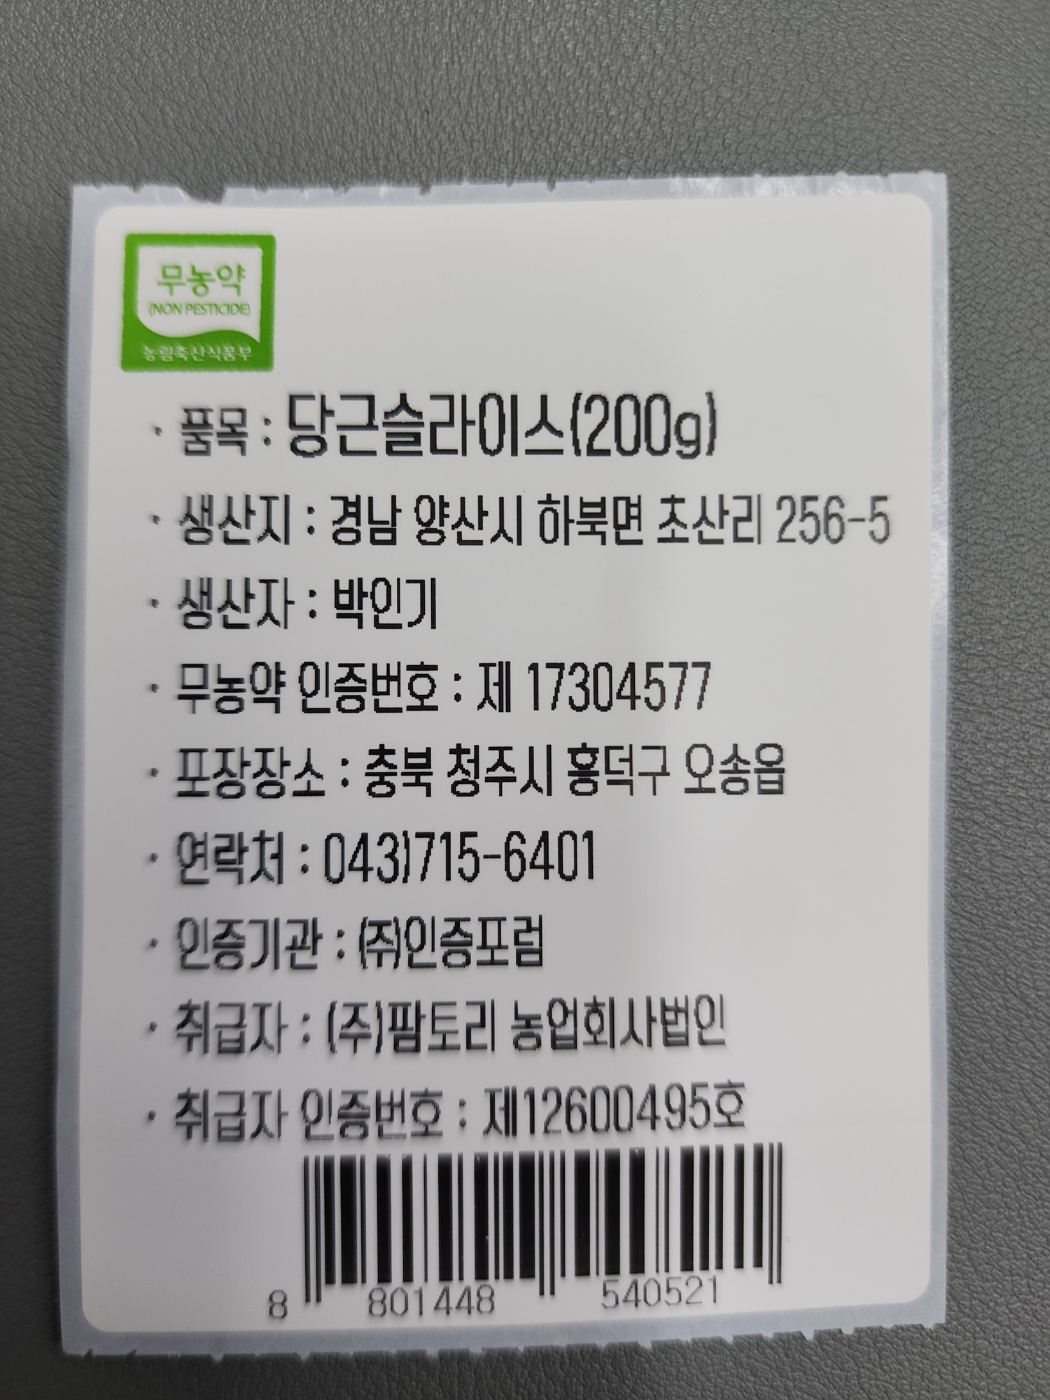 무농약
(NON PESTICIDE)
농림축산식품부
· 품목 : 당근슬라이스(200g)
· 생산지 : 경남 양산시 하북면 초산리 256-5
· 생산자 : 박인기
· 무농약 인증번호 : 제 17304577
· 포장장소 : 충북 청주시 흥덕구 오송읍
· 연락처 : 043)715-6401
· 인증기관 : (주)인증포럼
· 취급자 : (주)팜토리 농업회사법인
· 취급자 인증번호 : 제12600495호
8 801448 540521